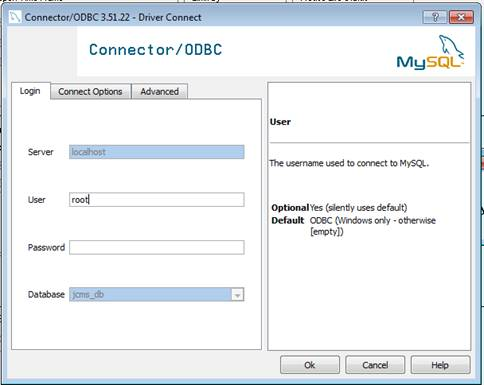 Connector/ODBC 3.51.22 - Driver Connect
Connector/ODBC
MySQL
Login Connect Options Advanced
Server localhost
User root
Password
Database jcms_db
User
The username used to connect to MySQL.
Optional Yes (silently uses default)
Default ODBC (Windows only - otherwise
[empty])
Ok Cancel Help